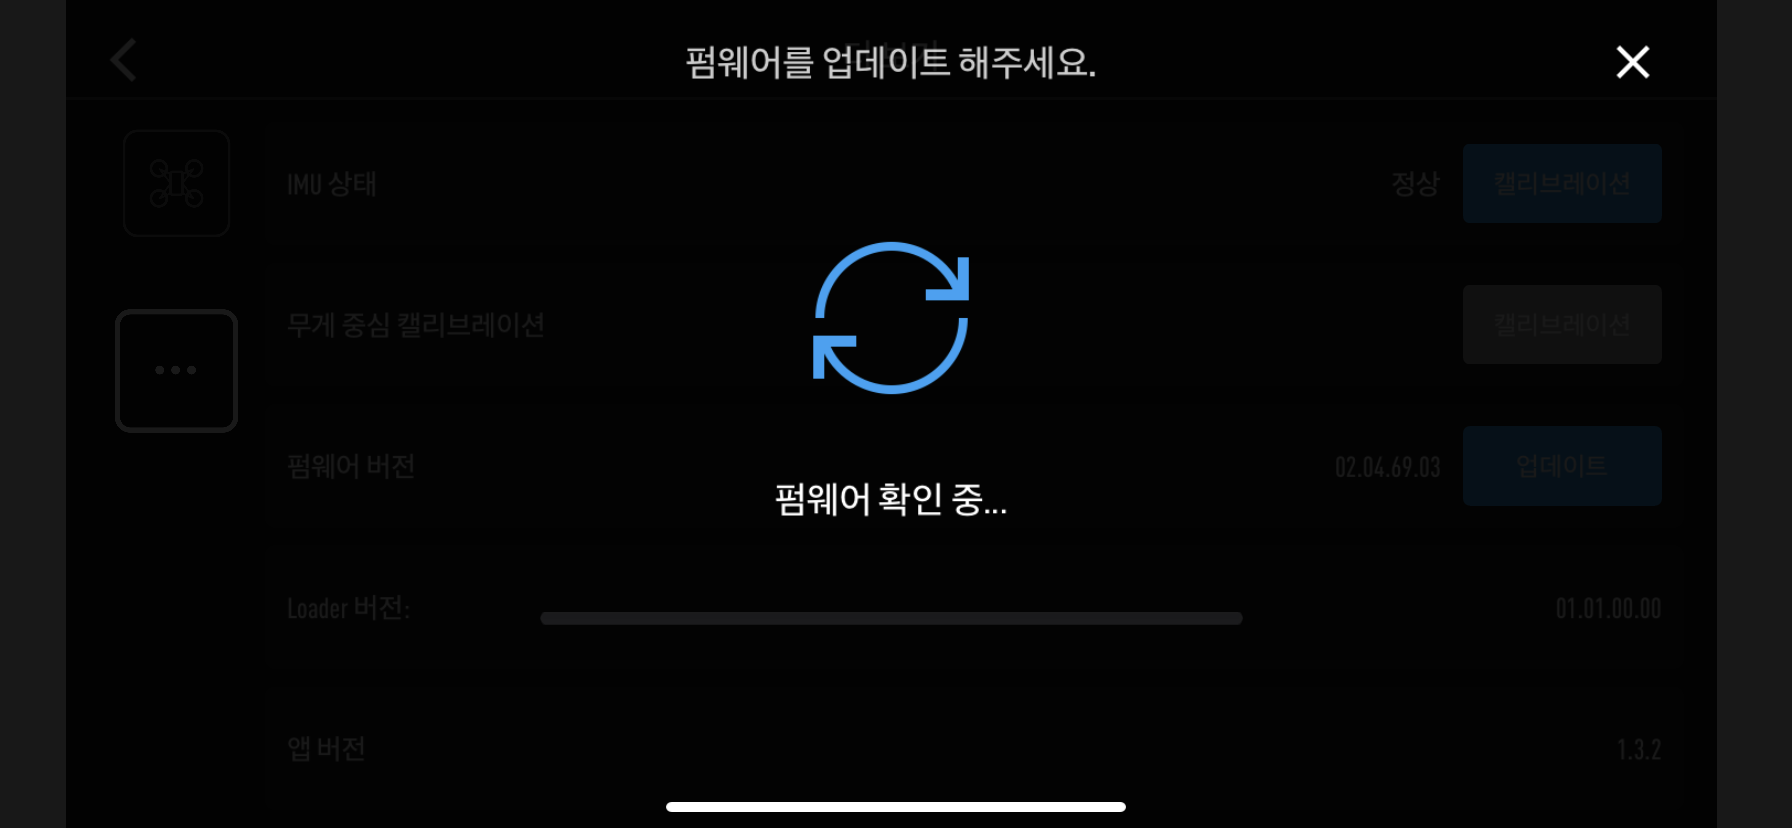 펌웨어를 업데이트 해주세요.
IMU 상태 정상 캘리브레이션
무게 중심 캘리브레이션 캘리브레이션
펌웨어 버전 02.04.69.03 업데이트
펌웨어 확인 중...
Loader 버전: 01.01.00.00
앱 버전 1.3.2